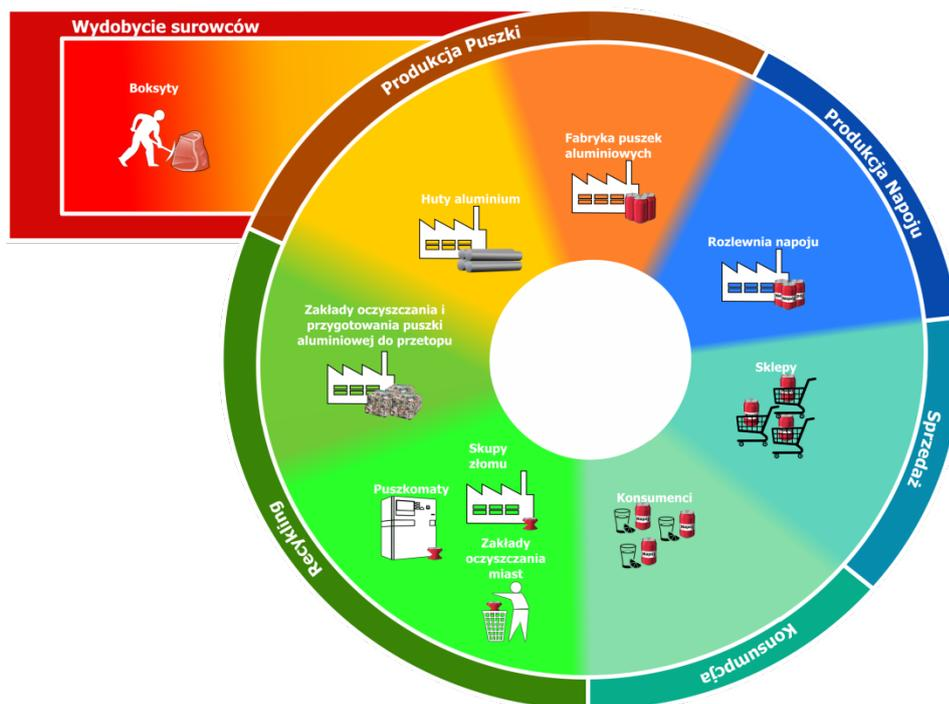 Wydobycie surowców
Boksyty
Produkcja Puszki
Huty aluminium
Fabryka puszek
aluminiowych
Produkcja Napoju
Rozlewnia napoju
Sprzedaż
Sklepy
Konsumpcja
Konsumenci
Recykling
Skupy
złomu
Puszkomaty
Zakłady
oczyszczania
miast
Zakłady oczyszczania i
przygotowania puszki
aluminiowej do przetopu